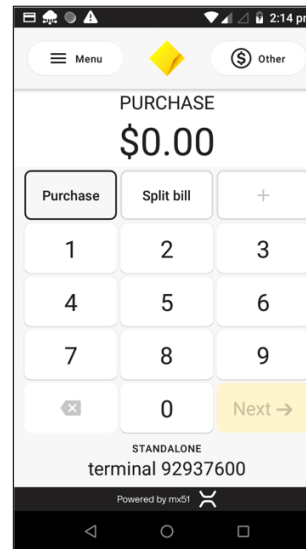 2:14 pm
Menu
Other
PURCHASE
$0.00
Purchase Split bill +
1 2 3
4 5 6
7 8 9
0 Next →
STANDALONE
terminal 92937600
Powered by mx51